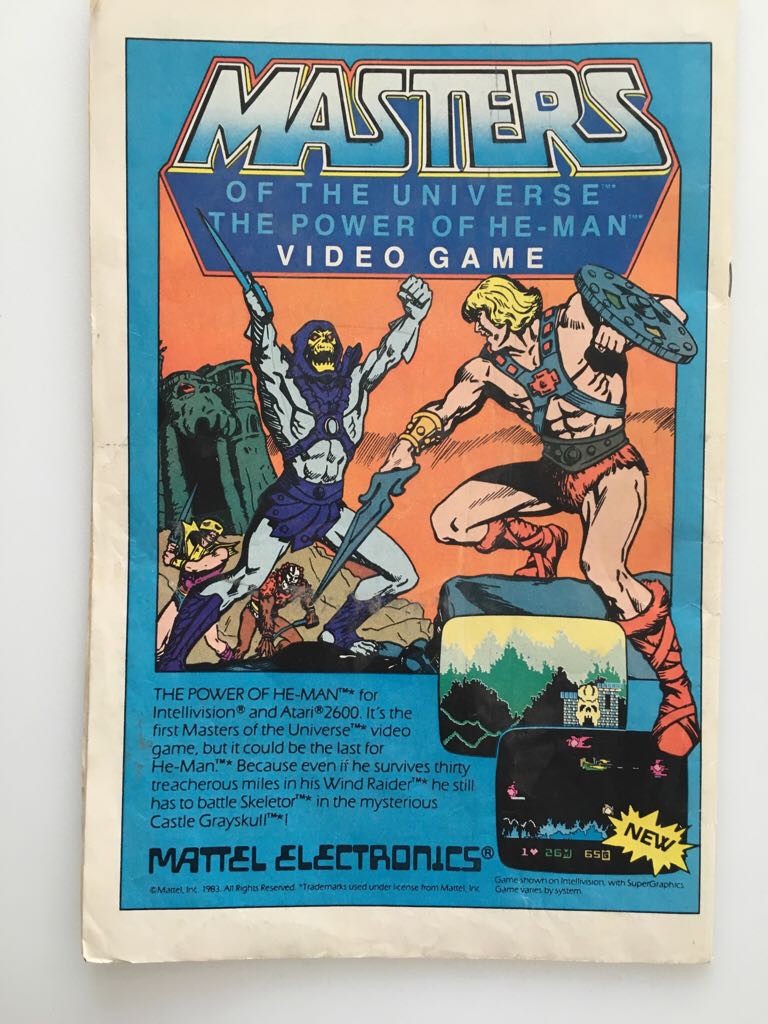 MASTERS
OF THE UNIVERSE™*
THE POWER OF HE-MAN™*
VIDEO GAME
THE POWER OF HE-MAN™* for
Intellivision® and Atari®2600. It's the
first Masters of the Universe™* video
game, but it could be the last for
He-Man.™* Because even if he survives thirty
treacherous miles in his Wind Raider™* he still
has to battle Skeletor™* in the mysterious
Castle Grayskull™*!
1♥ 26M 650
NEW
MATTEL ELECTRONICS®
©Mattel, Inc. 1983. All Rights Reserved. *Trademarks used under license from Mattel, Inc.
Game shown on Intellivision, with SuperGraphics.
Game varies by system.